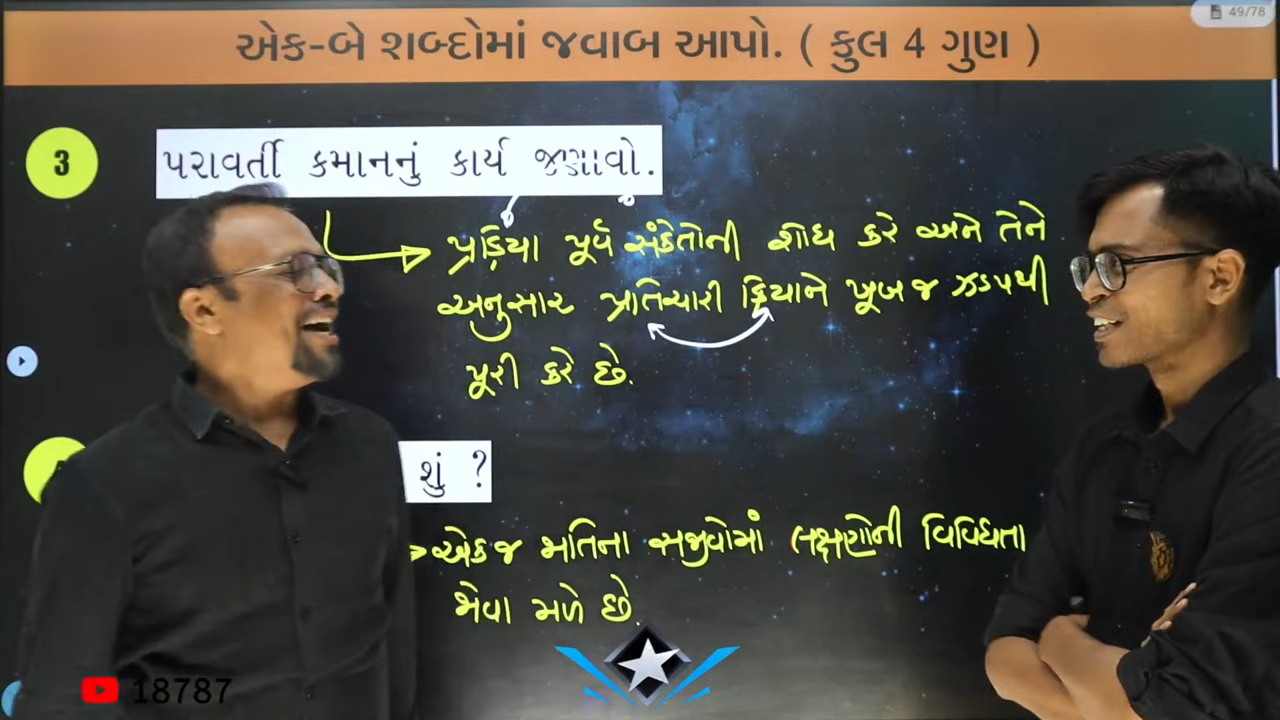 49/78
એક-બે શબ્દોમાં જવાબ આપો. ( કુલ 4 ગુણ )
3
પરાવર્તી કમાનનું કાર્ય જણાવો.
પ્રક્રિયા પૂર્વ સંકેતોની શોધ કરે અને તેને
અનુસાર પ્રતિચારી ક્રિયાને ખૂબ જ ઝડપથી
પૂરી કરે છે.
શું ?
એક જ જાતિના સજીવોમાં લક્ષણોની વિવિધતા
જોવા મળે છે.
18787